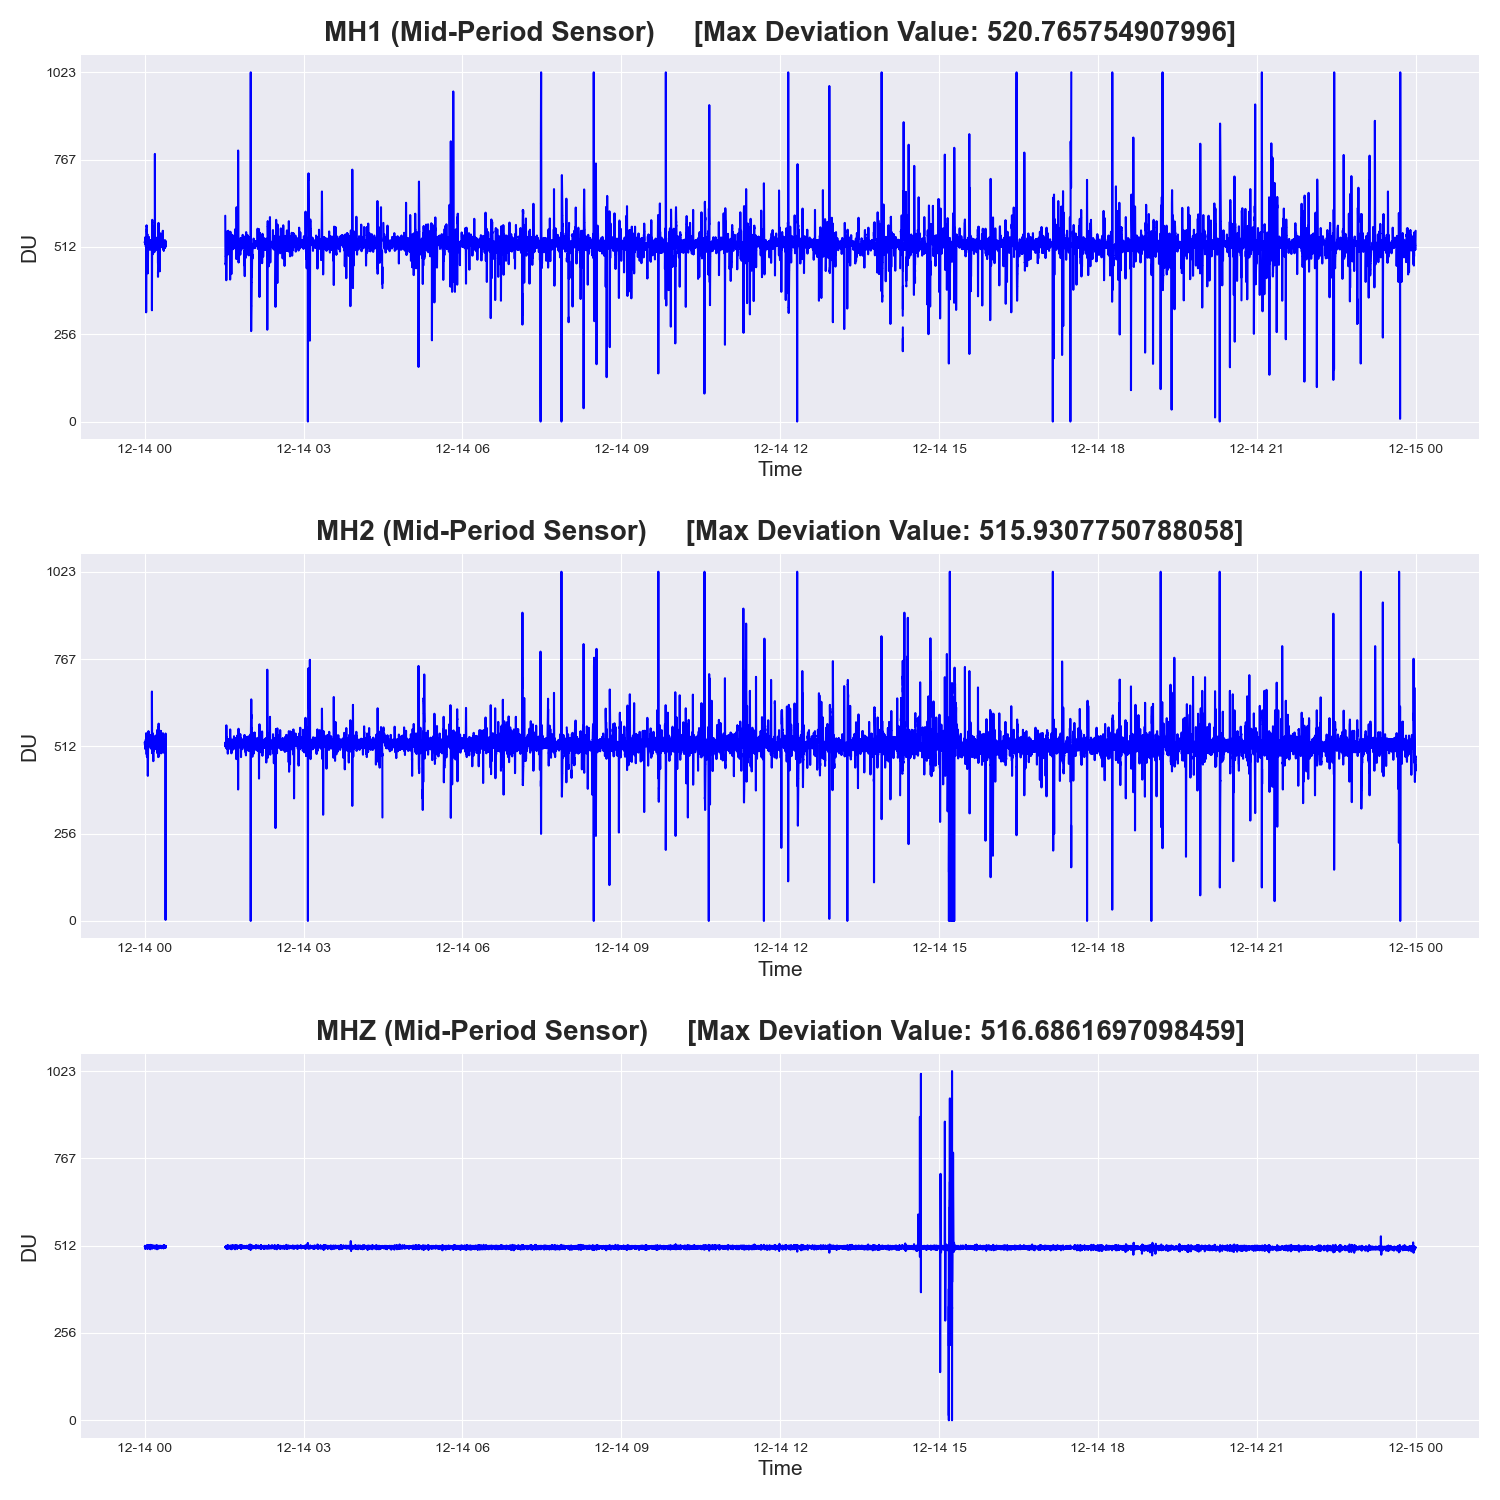 MH1 (Mid-Period Sensor) [Max Deviation Value: 520.765754907996]
DU
1023
767
512
256
0
12-14 00 12-14 03 12-14 06 12-14 09 12-14 12 12-14 15 12-14 18 12-14 21 12-15 00
Time
MH2 (Mid-Period Sensor) [Max Deviation Value: 515.9307750788058]
DU
1023
767
512
256
0
12-14 00 12-14 03 12-14 06 12-14 09 12-14 12 12-14 15 12-14 18 12-14 21 12-15 00
Time
MHZ (Mid-Period Sensor) [Max Deviation Value: 516.6861697098459]
DU
1023
767
512
256
0
12-14 00 12-14 03 12-14 06 12-14 09 12-14 12 12-14 15 12-14 18 12-14 21 12-15 00
Time